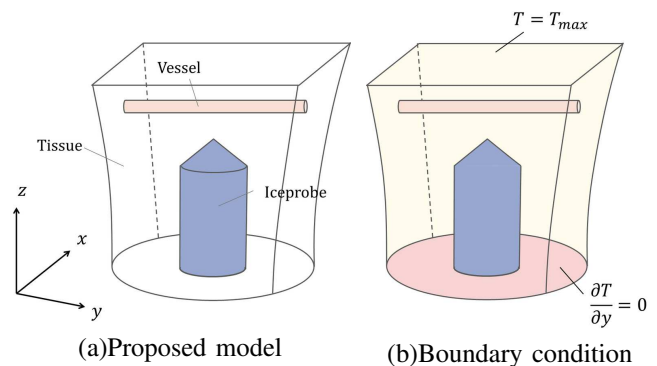 T = T_max
Vessel
Tissue
Iceprobe
z
x
y
∂T/∂y = 0
(a)Proposed model
(b)Boundary condition